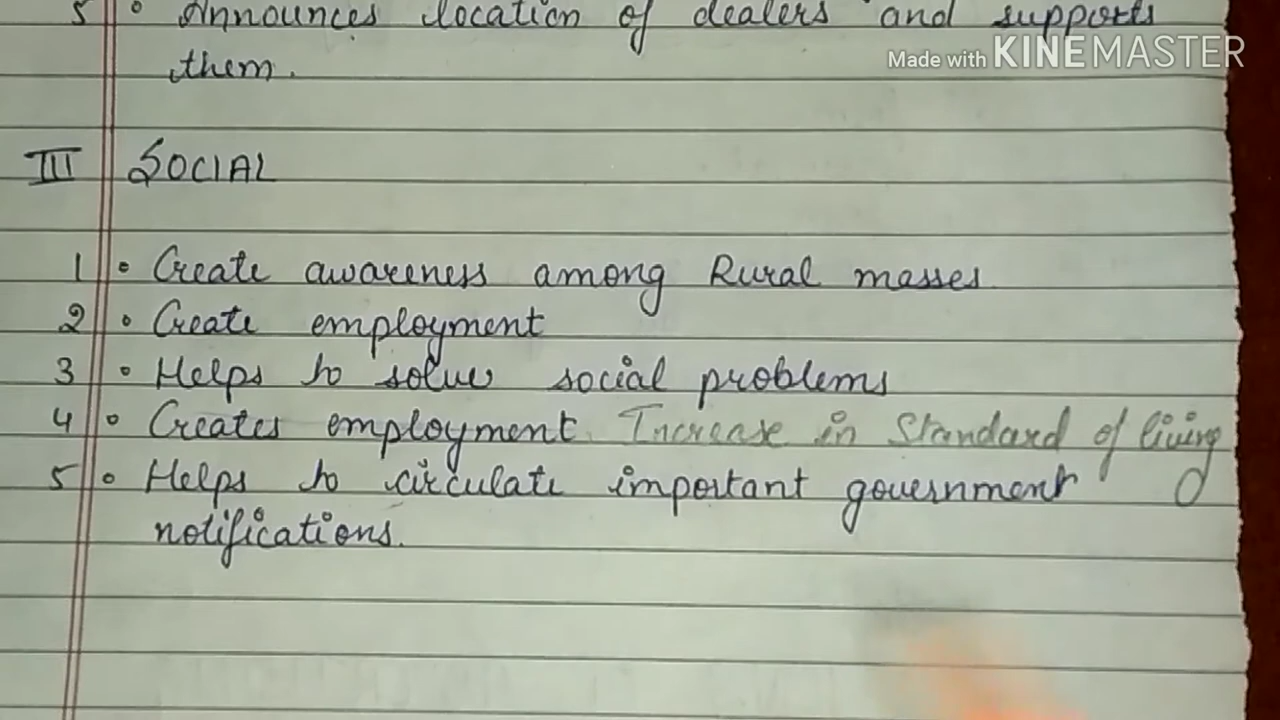 5 • Announces location of dealers and supports
Made with KINEMASTER
them.
III SOCIAL
1 • Create awareness among Rural masses.
2 • Create employment
3 • Helps to solve social problems
4 • Creates employment. Increase in Standard of living
5 • Helps to circulate important government
notifications.